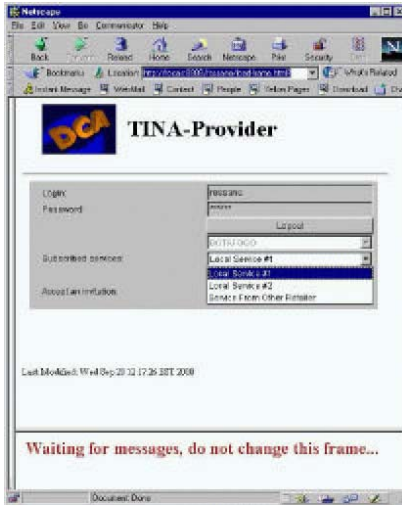 Netscape
File Edit View Go Communicator Help
Back Reload Home Search Netscape Print Security
Bookmarks Location What's Related
Instant Message WebMail Contact People Yellow Pages Download
DCA
TINA-Provider
Login:
Password
Logout
BOTAFOGO
Subscribed services:
Local Service #1
Local Service #1
Local Service #2
Service From Other Retailer
Accept an invitation:
Last Modified: Wed Sep 20 12:17:26 EST 2000
Waiting for messages, do not change this frame...
Document Done